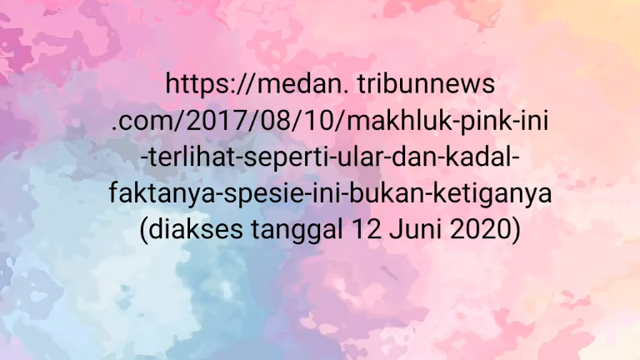 https://medan. tribunnews
.com/2017/08/10/makhluk-pink-ini
-terlihat-seperti-ular-dan-kadal-
faktanya-spesie-ini-bukan-ketiganya
(diakses tanggal 12 Juni 2020)